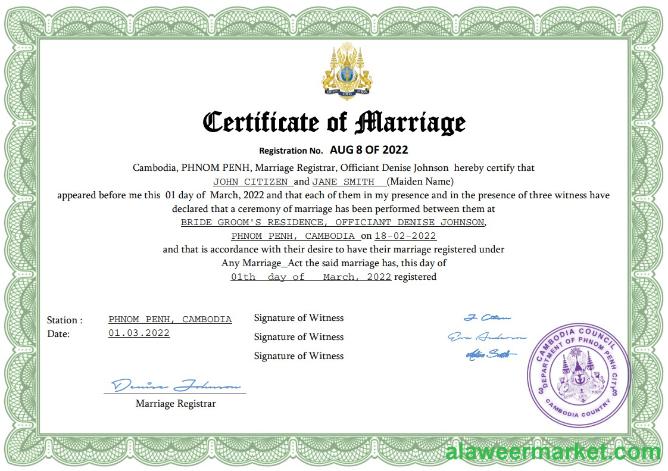 Certificate of Marriage
Registration No. AUG 8 OF 2022
Cambodia, PHNOM PENH, Marriage Registrar, Officiant Denise Johnson hereby certify that
JOHN CITIZEN and JANE SMITH (Maiden Name)
appeared before me this 01 day of March, 2022 and that each of them in my presence and in the presence of three witness have
declared that a ceremony of marriage has been performed between them at
BRIDE GROOM'S RESIDENCE, OFFICIANT DENISE JOHNSON,
PHNOM PENH, CAMBODIA on 18-02-2022
and that is accordance with their desire to have their marriage registered under
Any Marriage_Act the said marriage has, this day of
01th day of March, 2022 registered
Station : PHNOM PENH, CAMBODIA
Date: 01.03.2022
Signature of Witness
Signature of Witness
Signature of Witness
Denise Johnson
Marriage Registrar
CAMBODIA COUNCIL
DEPARTMENT OF PHNOM PENH CITY
CAMBODIA COUNTRY
alaweermarket.com